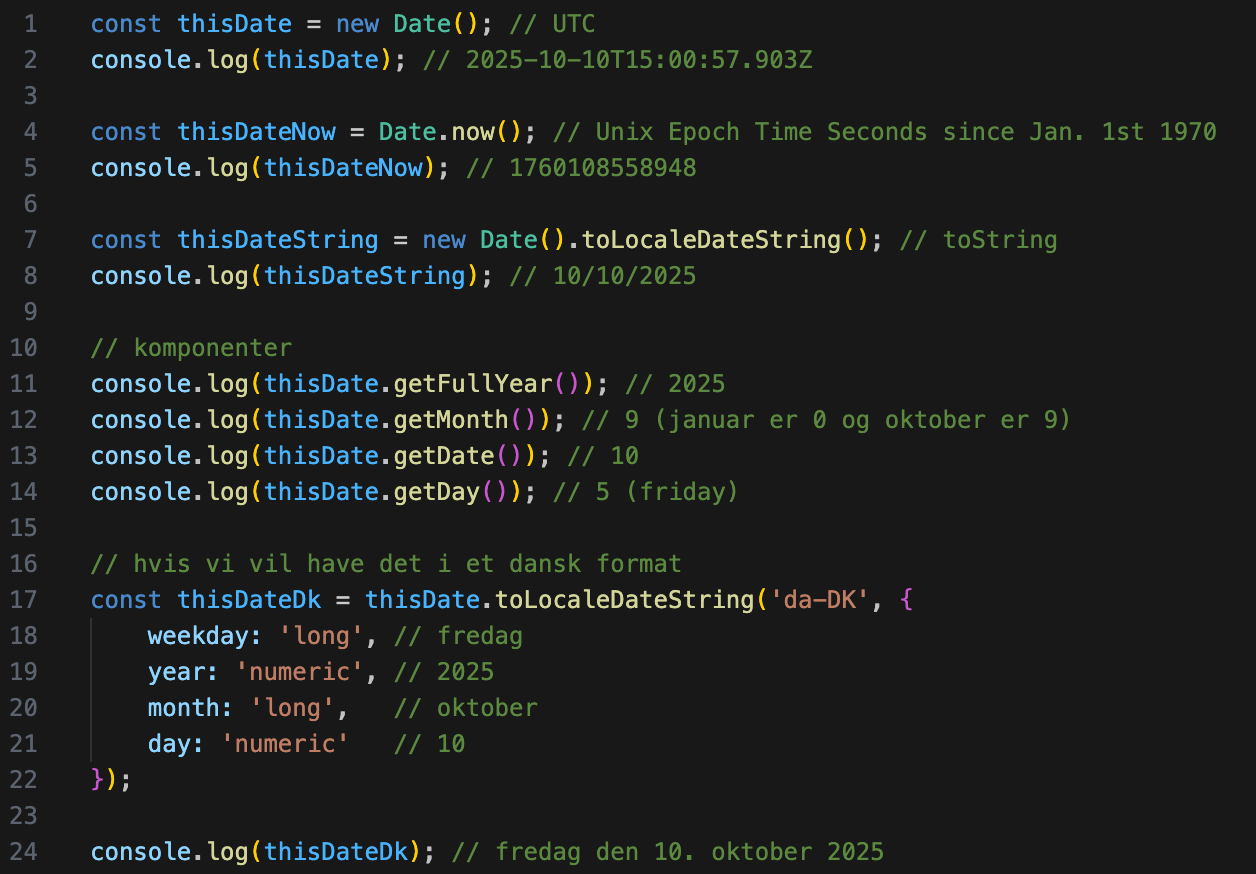 1 const thisDate = new Date(); // UTC
2 console.log(thisDate); // 2025-10-10T15:00:57.903Z
3
4 const thisDateNow = Date.now(); // Unix Epoch Time Seconds since Jan. 1st 1970
5 console.log(thisDateNow); // 1760108558948
6
7 const thisDateString = new Date().toLocaleDateString(); // toString
8 console.log(thisDateString); // 10/10/2025
9
10 // komponenter
11 console.log(thisDate.getFullYear()); // 2025
12 console.log(thisDate.getMonth()); // 9 (januar er 0 og oktober er 9)
13 console.log(thisDate.getDate()); // 10
14 console.log(thisDate.getDay()); // 5 (friday)
15
16 // hvis vi vil have det i et dansk format
17 const thisDateDk = thisDate.toLocaleDateString('da-DK', {
18     weekday: 'long', // fredag
19     year: 'numeric', // 2025
20     month: 'long',   // oktober
21     day: 'numeric'   // 10
22 });
23
24 console.log(thisDateDk); // fredag den 10. oktober 2025